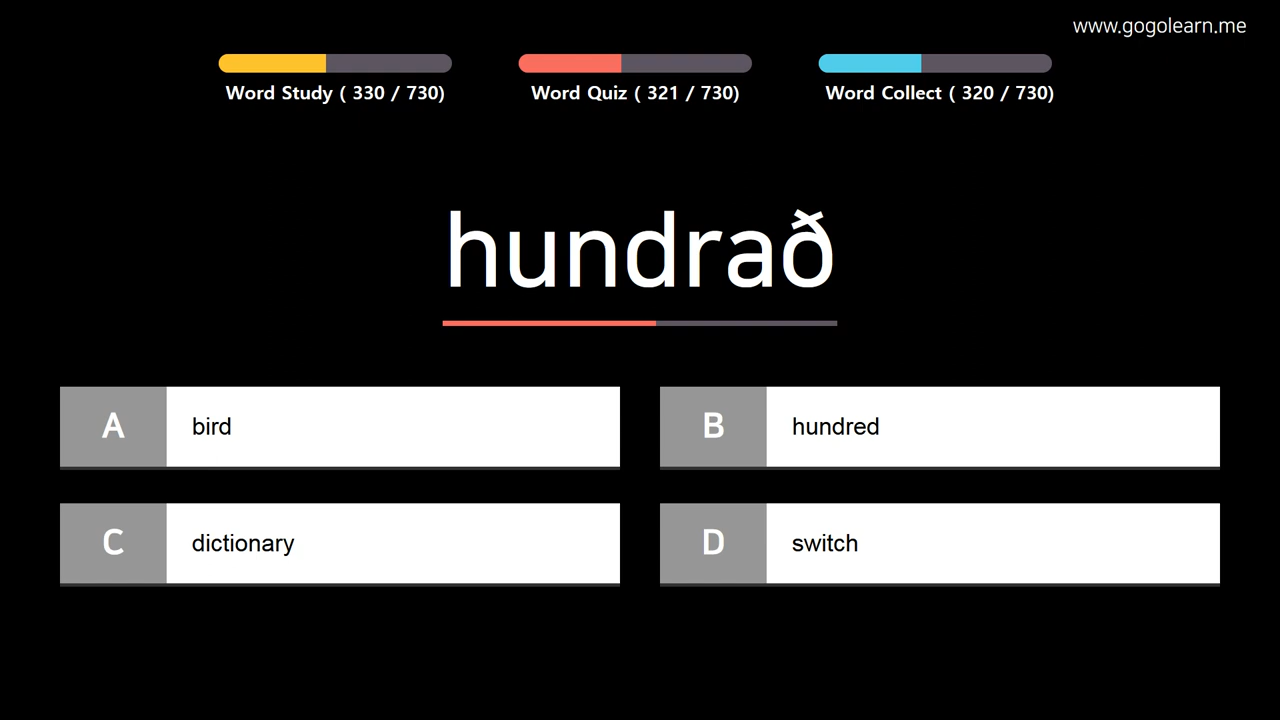 www.gogolearn.me
Word Study ( 330 / 730)
Word Quiz ( 321 / 730)
Word Collect ( 320 / 730)
hundrað
A bird
B hundred
C dictionary
D switch